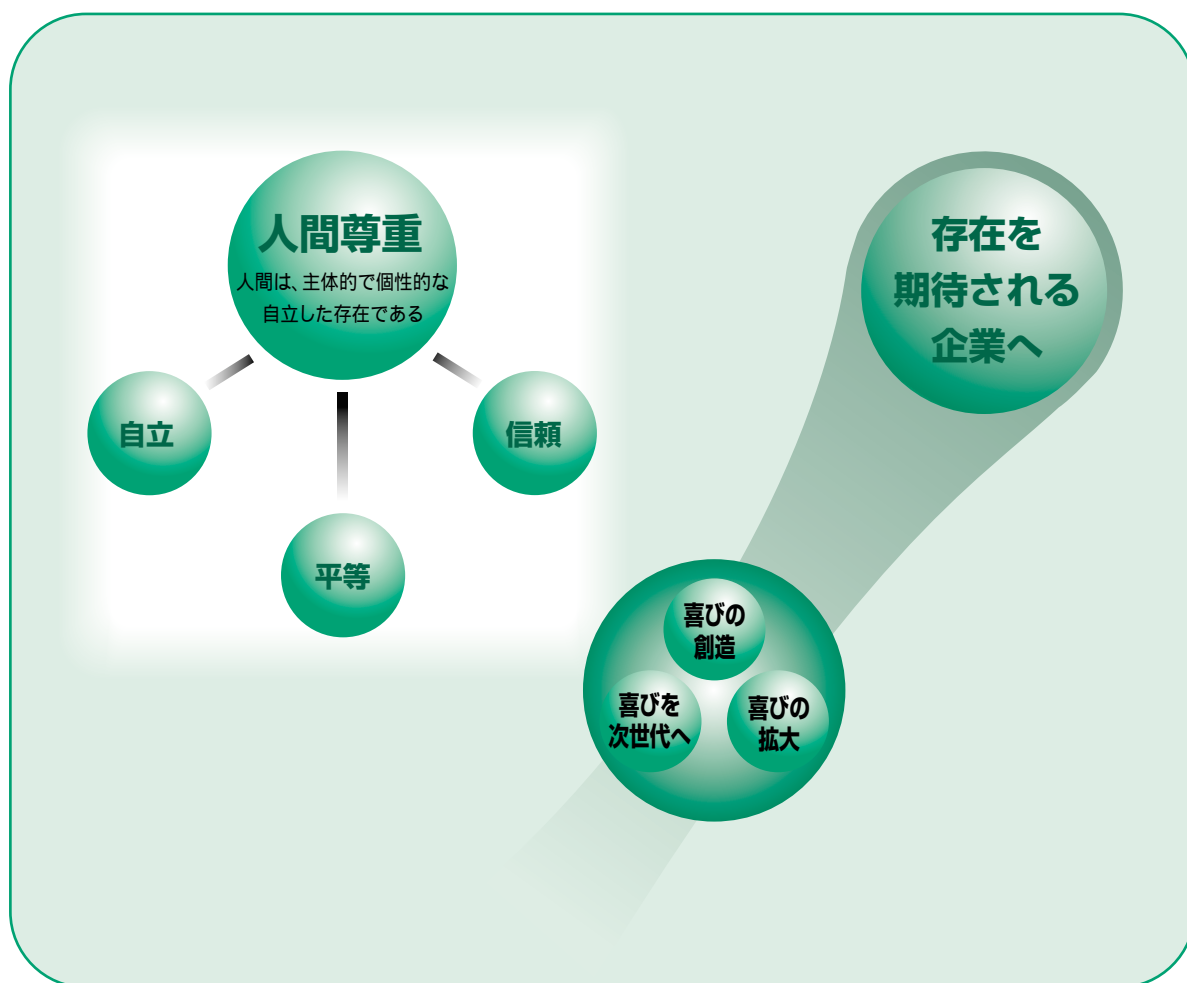 人間尊重
人間は、主体的で個性的な
自立した存在である
自立
信頼
平等
存在を
期待される
企業へ
喜びの
創造
喜びを
次世代へ
喜びの
拡大